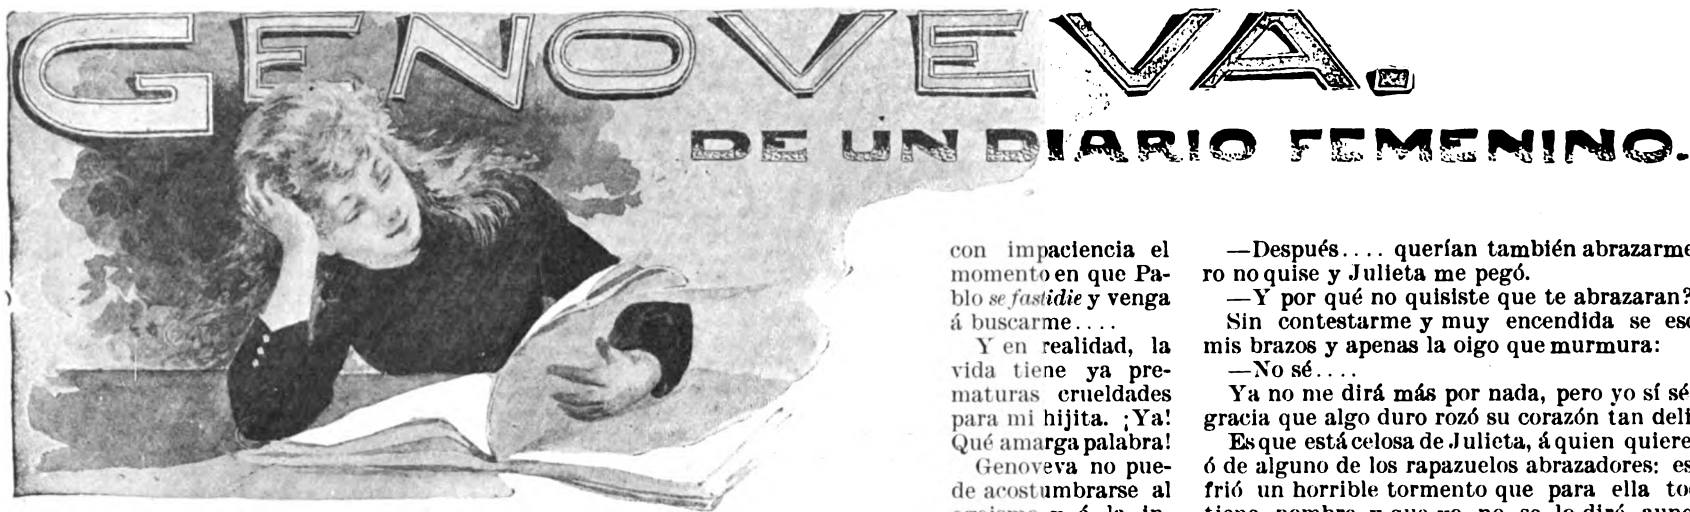 GENOVEVA.
DE UN DIARIO FEMENINO.
con impaciencia el
momento en que Pa-
blo se fastidie y venga
á buscarme....
Y en realidad, la
vida tiene ya pre-
maturas crueldades
para mi hijita. ¡Ya!
Qué amarga palabra!
Genoveva no pue-
de acostumbrarse al
—Después.... querían también abrazarme
ro no quise y Julieta me pegó.
—Y por qué no quisiste que te abrazaran?
Sin contestarme y muy encendida se esc
mis brazos y apenas la oigo que murmura:
—No sé....
Ya no me dirá más por nada, pero yo sí sé
gracia que algo duro rozó su corazón tan deli
Es que está celosa de Julieta, á quien quiere
ó de alguno de los rapazuelos abrazadores: es
frió un horrible tormento que para ella to